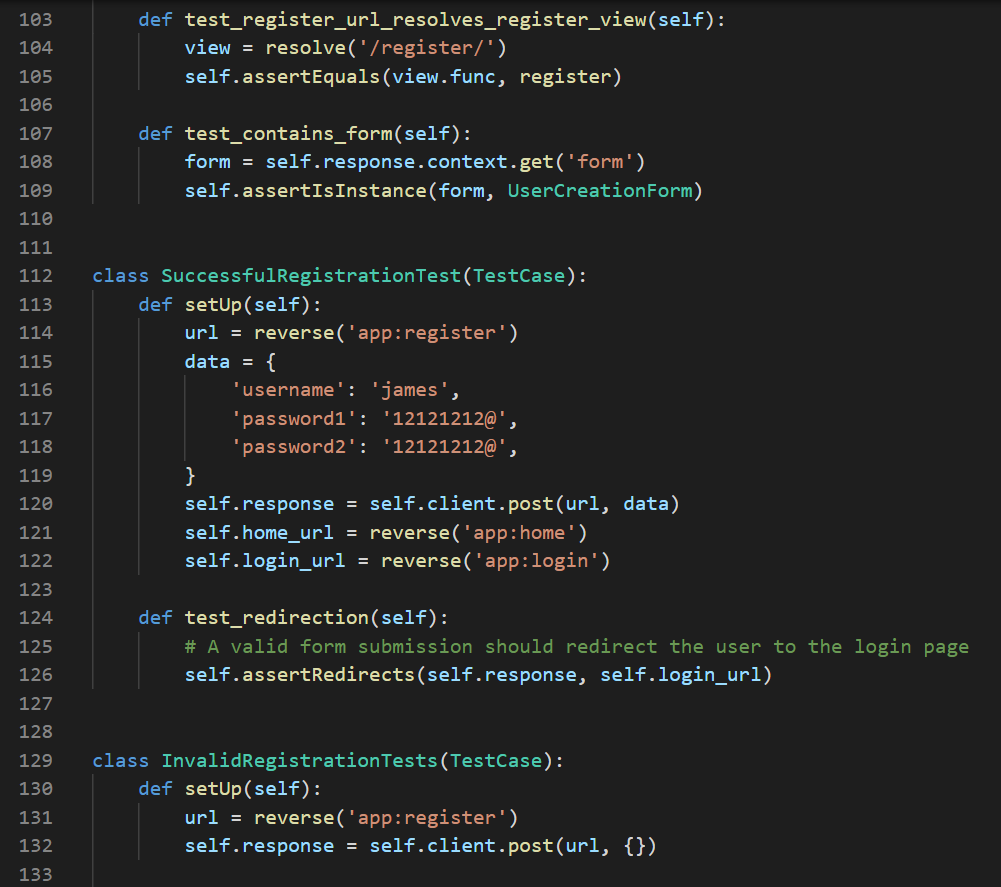 103 def test_register_url_resolves_register_view(self):
104 view = resolve('/register/')
105 self.assertEquals(view.func, register)
106
107 def test_contains_form(self):
108 form = self.response.context.get('form')
109 self.assertIsInstance(form, UserCreationForm)
110
111
112 class SuccessfulRegistrationTest(TestCase):
113 def setUp(self):
114 url = reverse('app:register')
115 data = {
116 'username': 'james',
117 'password1': '12121212@',
118 'password2': '12121212@',
119 }
120 self.response = self.client.post(url, data)
121 self.home_url = reverse('app:home')
122 self.login_url = reverse('app:login')
123
124 def test_redirection(self):
125 # A valid form submission should redirect the user to the login page
126 self.assertRedirects(self.response, self.login_url)
127
128
129 class InvalidRegistrationTests(TestCase):
130 def setUp(self):
131 url = reverse('app:register')
132 self.response = self.client.post(url, {})
133